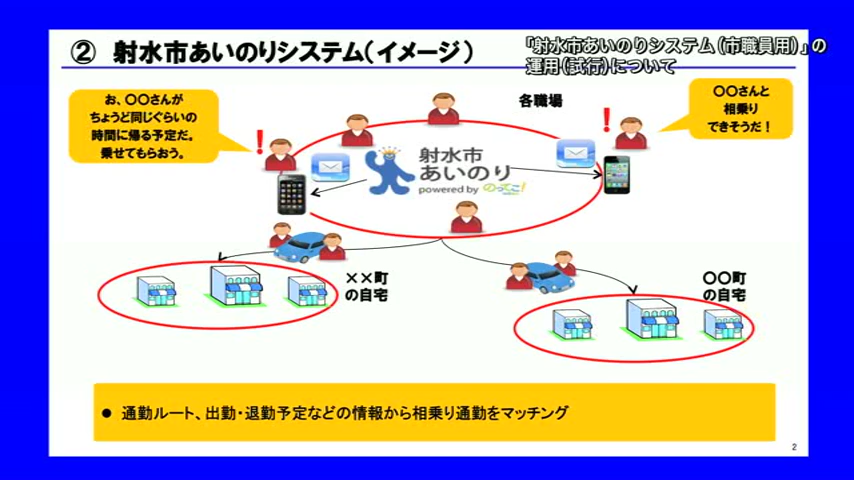 ② 射水市あいのりシステム（イメージ）
「射水市あいのりシステム（市職員用）」の
運用（試行）について
お、〇〇さんが
ちょうど同じぐらいの
時間に帰る予定だ。
乗せてもらおう。
!
各職場
!
〇〇さんと
相乗り
できそうだ！
射水市
あいのり
powered by のってこ!
××町
の自宅
〇〇町
の自宅
● 通勤ルート、出勤・退勤予定などの情報から相乗り通勤をマッチング
2